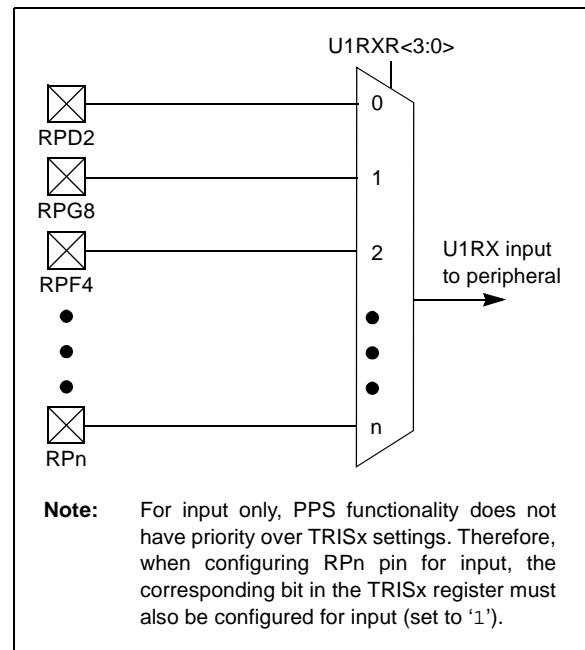 U1RXR<3:0>
RPD2
0
RPG8
1
RPF4
2
U1RX input
to peripheral
RPn
n
Note: For input only, PPS functionality does not
have priority over TRISx settings. Therefore,
when configuring RPn pin for input, the
corresponding bit in the TRISx register must
also be configured for input (set to ‘1’).